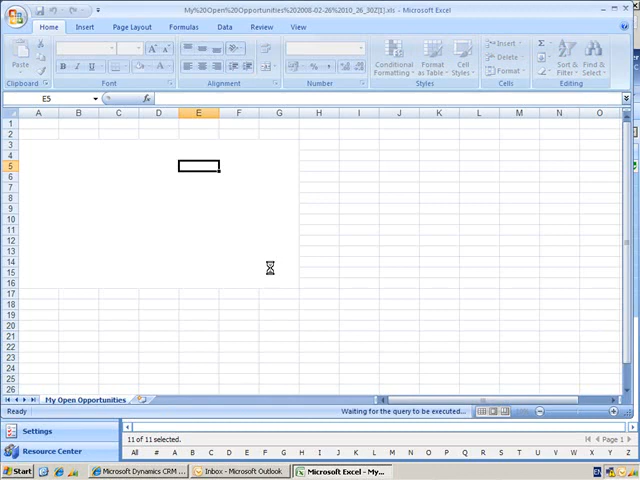 My%20Open%20Opportunities%202008-02-26%2010_26_30Z[1].xls - Microsoft Excel
Home Insert Page Layout Formulas Data Review View
Paste B I U A A % , Conditional Formatting Format as Table Cell Styles Insert Delete Format Σ Sort & Filter Find & Select
Clipboard Font Alignment Number Styles Cells Editing
E5 fx
A B C D E F G H I J K L M N O
1
2
3
4
5
6
7
8
9
10
11
12
13
14
15
16
17
18
19
20
21
22
23
24
25
26
My Open Opportunities
Ready Waiting for the query to be executed...
Settings
11 of 11 selected. Page 1
Resource Center All # A B C D E F G H I J K L M N O P Q R S T U V W X Y Z
Start Microsoft Dynamics CRM ... Inbox - Microsoft Outlook Microsoft Excel - My... EN